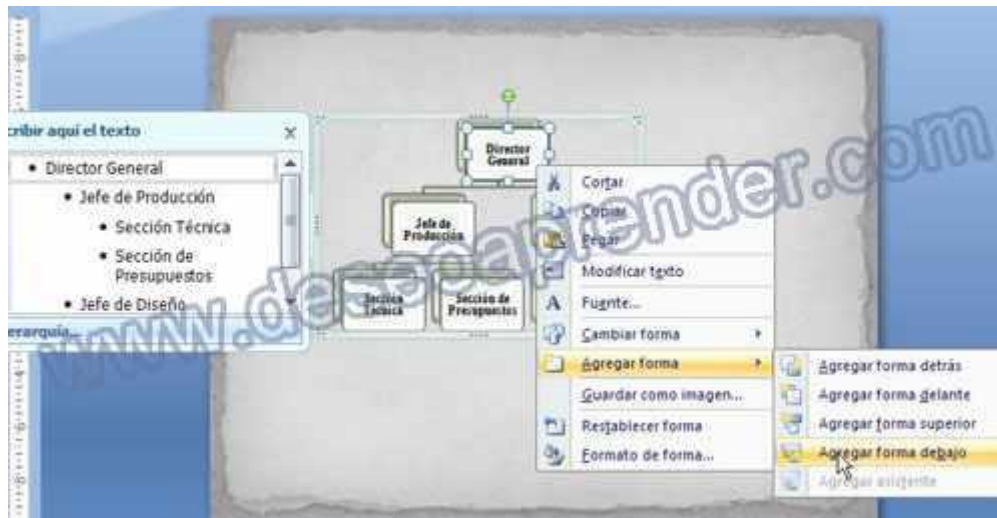 cribir aquí el texto
Director General
Jefe de Producción
Sección Técnica
Sección de
Presupuestos
Jefe de Diseño
erarquía...
Director
General
Jefe de
Producción
Sección
Técnica
Sección de
Presupuestos
Cortar
Copiar
Pegar
Modificar texto
Fuente...
Cambiar forma
Agregar forma
Guardar como imagen...
Restablecer forma
Formato de forma...
Agregar forma detrás
Agregar forma delante
Agregar forma superior
Agregar forma debajo
Agregar asistente
www.deseoaprender.com